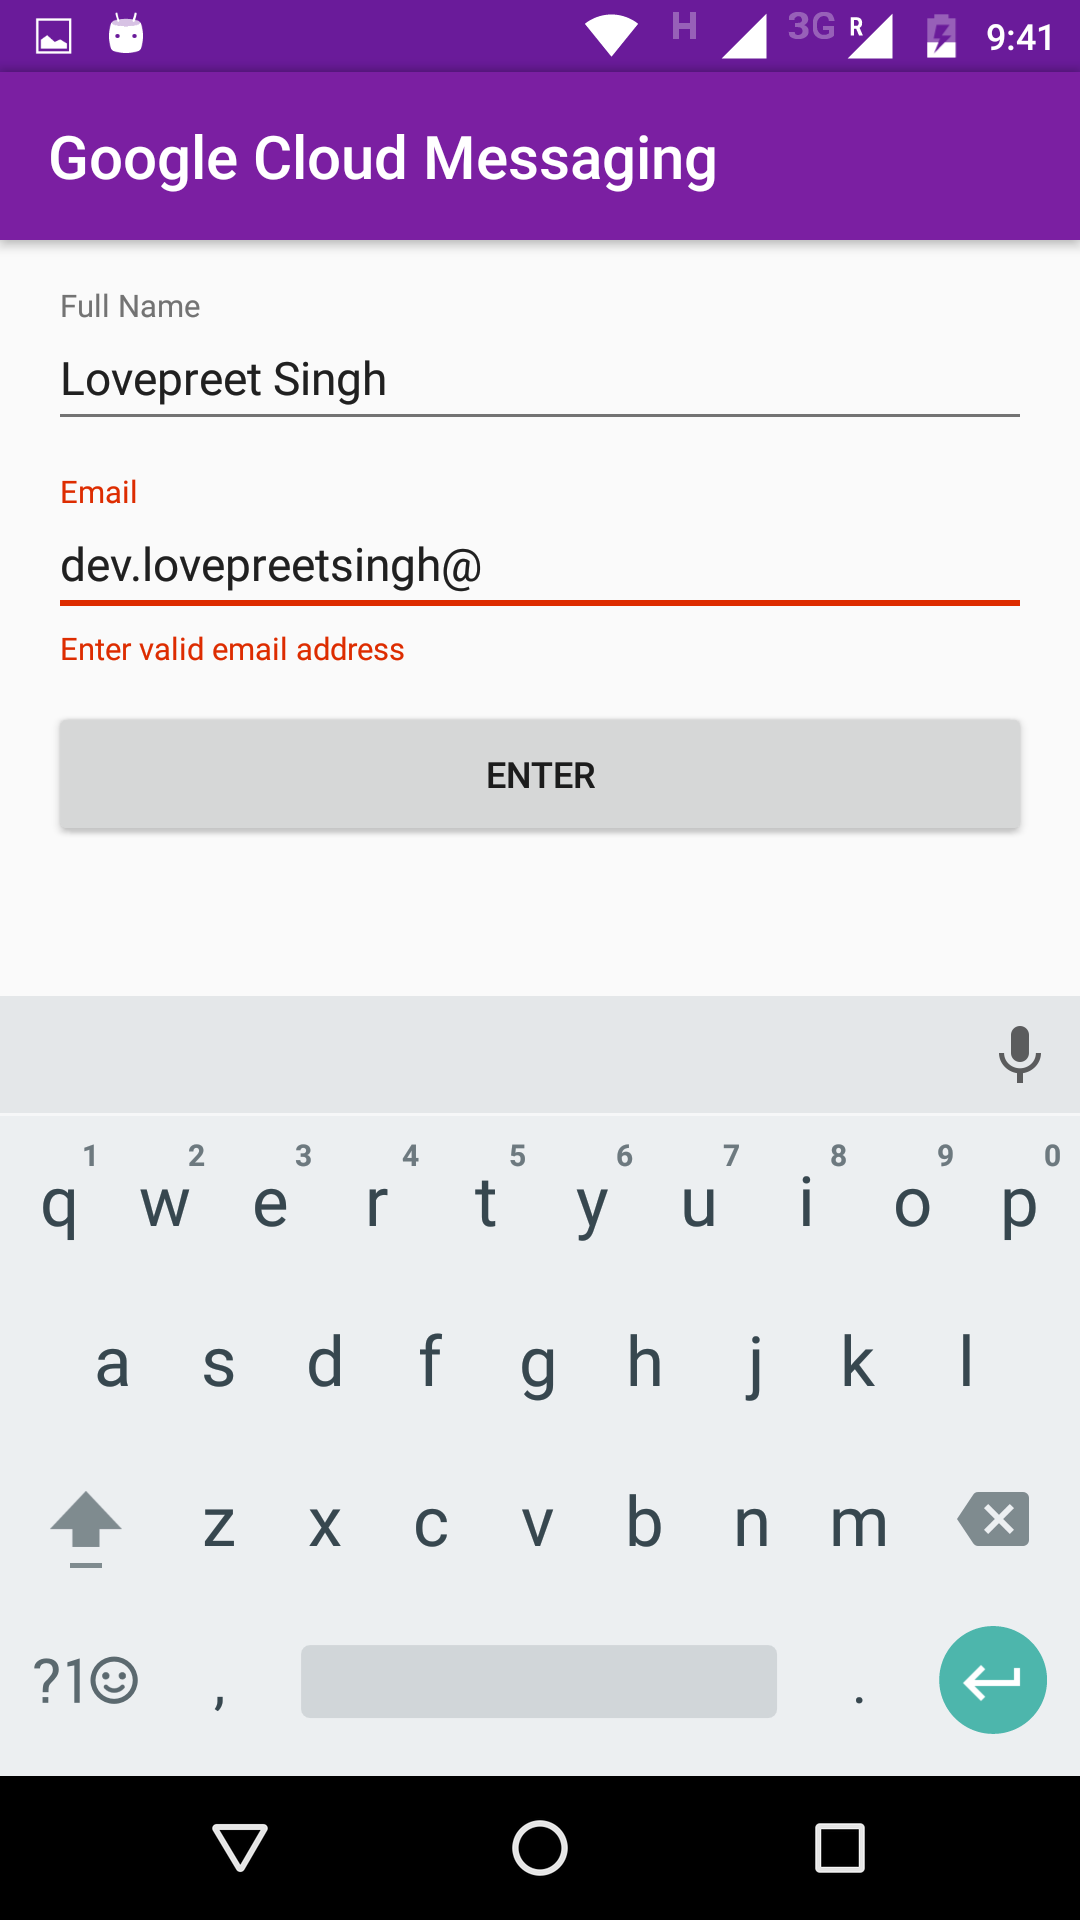 H 3G R 9:41
Google Cloud Messaging
Full Name
Lovepreet Singh
Email
dev.lovepreetsingh@
Enter valid email address
ENTER
1 2 3 4 5 6 7 8 9 0
q w e r t y u i o p
a s d f g h j k l
z x c v b n m
?1☺ , .